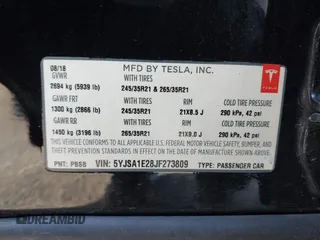 08/18 MFD BY TESLA, INC.
GVWR WITH TIRES
2694 kg (5939 lb) 245/35R21 & 265/35R21
GAWR FRT WITH TIRES RIM COLD TIRE PRESSURE
1300 kg (2866 lb) 245/35R21 21X8.5 J 290 kPa, 42 psi
GAWR RR WITH TIRES RIM COLD TIRE PRESSURE
1450 kg (3196 lb) 265/35R21 21X9.0 J 290 kPa, 42 psi
THIS VEHICLE CONFORMS TO ALL APPLICABLE FEDERAL MOTOR VEHICLE SAFETY, BUMPER,
AND THEFT PREVENTION STANDARDS IN EFFECT ON THE DATE OF MANUFACTURE SHOWN ABOVE.
PNT: PBSB VIN: 5YJSA1E28JF273809 TYPE: PASSENGER CAR
TESLA
DREAMBID